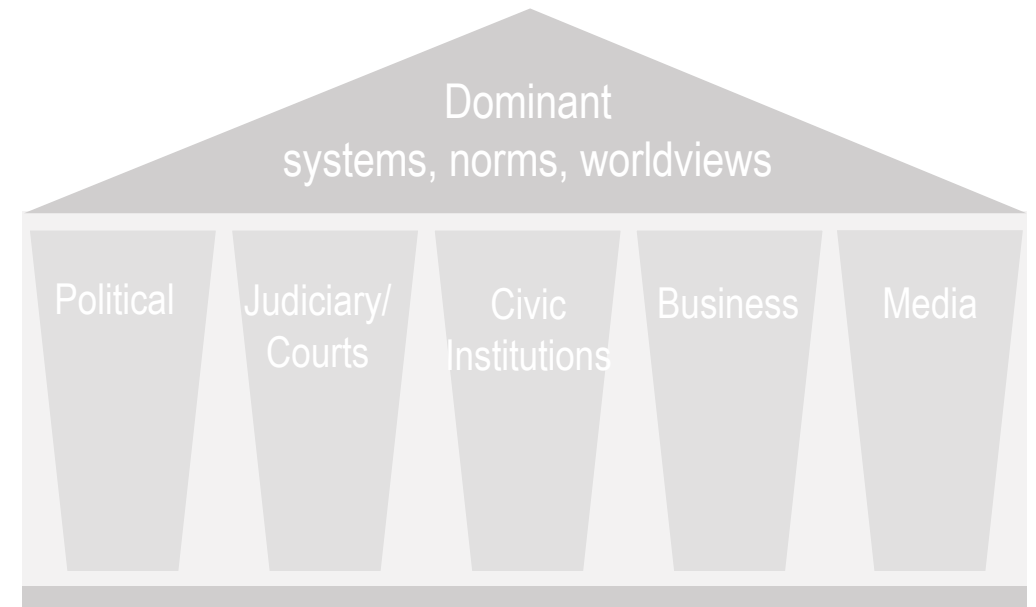 Dominant
systems, norms, worldviews
Political
Judiciary/
Courts
Civic
Institutions
Business
Media